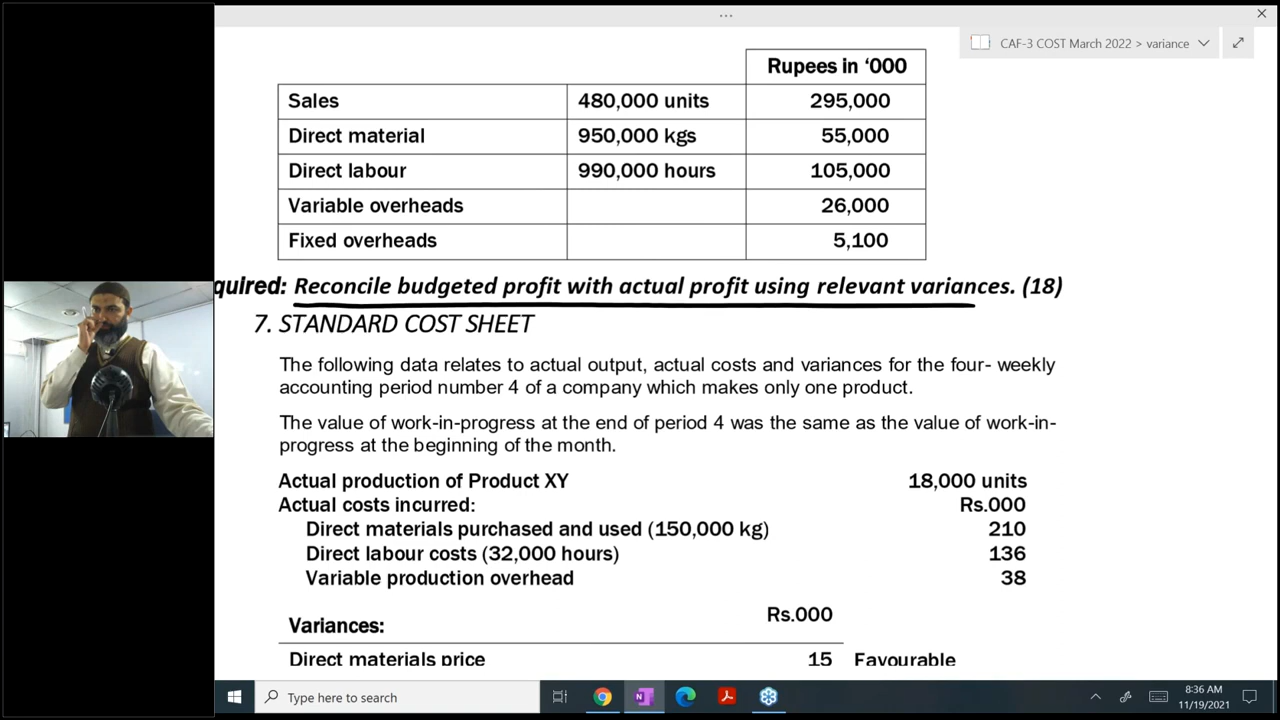 CAF-3 COST March 2022 > variance
Rupees in ‘000
Sales 480,000 units 295,000
Direct material 950,000 kgs 55,000
Direct labour 990,000 hours 105,000
Variable overheads 26,000
Fixed overheads 5,100
quired: Reconcile budgeted profit with actual profit using relevant variances. (18)
7. STANDARD COST SHEET
The following data relates to actual output, actual costs and variances for the four- weekly
accounting period number 4 of a company which makes only one product.
The value of work-in-progress at the end of period 4 was the same as the value of work-in-
progress at the beginning of the month.
Actual production of Product XY 18,000 units
Actual costs incurred: Rs.000
Direct materials purchased and used (150,000 kg) 210
Direct labour costs (32,000 hours) 136
Variable production overhead 38
Rs.000
Variances:
Direct materials price 15 Favourable
Type here to search
8:36 AM
11/19/2021